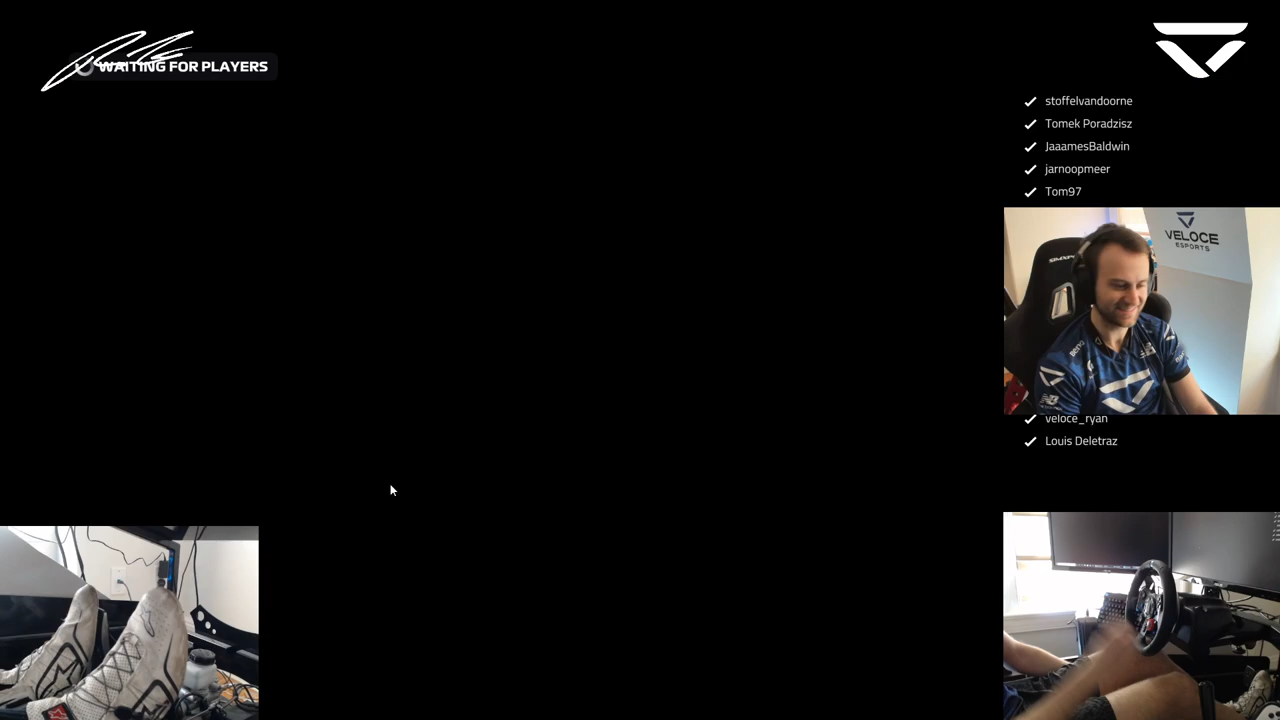 WAITING FOR PLAYERS
stoffelvandoorne
Tomek Poradzisz
JaaamesBaldwin
jarnoopmeer
Tom97
VELOCE
ESPORTS
veloce_ryan
Louis Deletraz